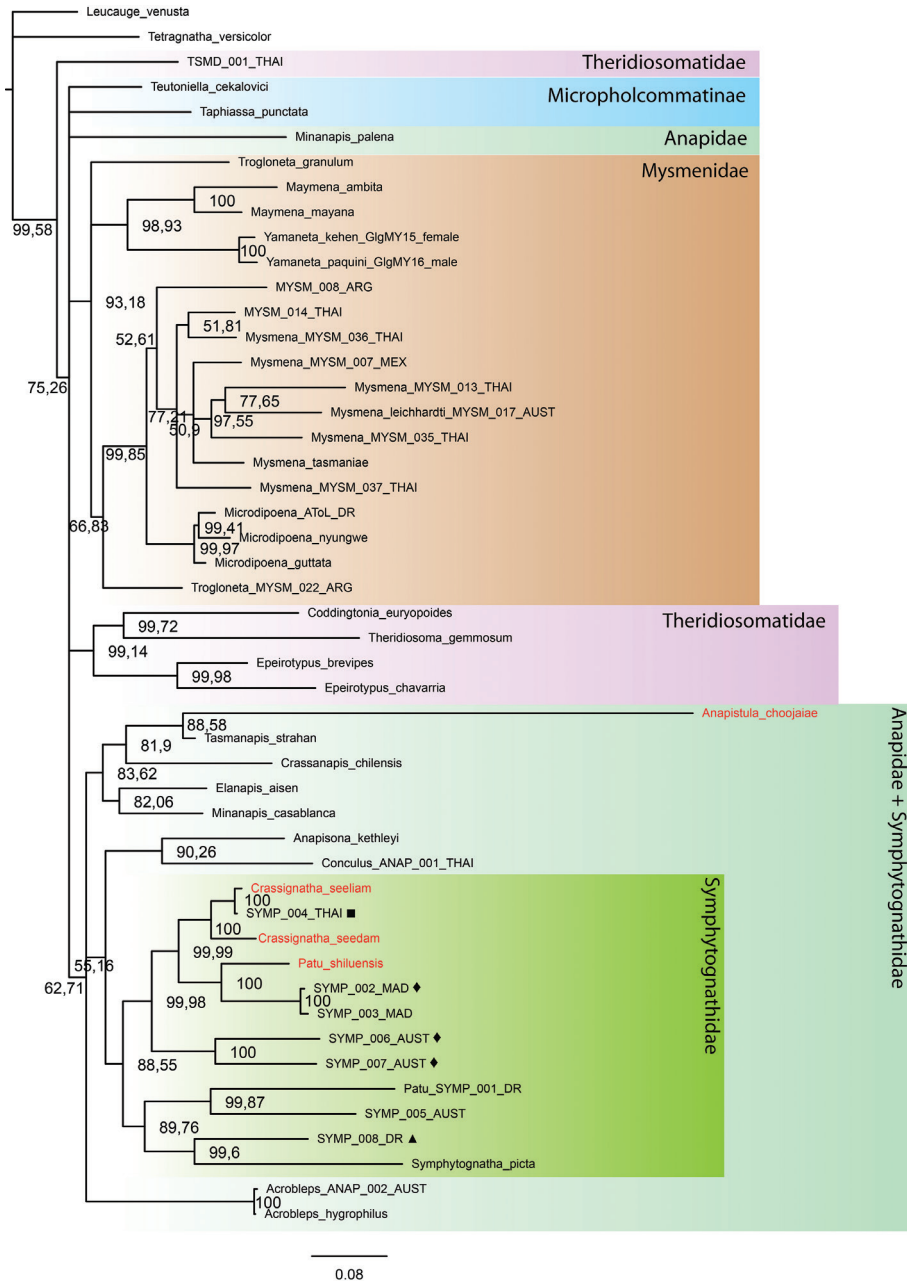 Leucauge_venusta
Tetragnatha_versicolor
TSMD_001_THAI
Theridiosomatidae
Teutoniella_cekalovici
Micropholcommatinae
Taphiassa_punctata
Minanapis_palena
Anapidae
Trogloneta_granulum
Mysmenidae
Maymena_ambita
100
Maymena_mayana
98,93
99,58
Yamaneta_kehen_GlgMY15_female
100
Yamaneta_paquini_GlgMY16_male
MYSM_008_ARG
93,18
MYSM_014_THAI
51,81
52,61
Mysmena_MYSM_036_THAI
Mysmena_MYSM_007_MEX
75,26
Mysmena_MYSM_013_THAI
77,65
Mysmena_leichhardti_MYSM_017_AUST
77,21
97,55
50,9
Mysmena_MYSM_035_THAI
99,85
Mysmena_tasmaniae
Mysmena_MYSM_037_THAI
Microdipoena_AToL_DR
66,83
99,41
Microdipoena_nyungwe
99,97
Microdipoena_guttata
Trogloneta_MYSM_022_ARG
Coddingtonia_euryopoides
Theridiosomatidae
99,72
Theridiosoma_gemmosum
99,14
Epeirotypus_brevipes
99,98
Epeirotypus_chavarria
Anapistula_choojaiae
88,58
Tasmanapis_strahan
81,9
Crassanapis_chilensis
83,62
Elanapis_aisen
82,06
Minanapis_casablanca
Anapidae + Symphytognathidae
Anapisona_kethleyi
90,26
Conculus_ANAP_001_THAI
Crassignatha_seeliam
100
SYMP_004_THAI ■
Symphytognathidae
100
Crassignatha_seedam
99,99
55,16
Patu_shiluensis
62,71
99,98
100
SYMP_002_MAD ♦
100
SYMP_003_MAD
SYMP_006_AUST ♦
100
88,55
SYMP_007_AUST ♦
Patu_SYMP_001_DR
99,87
SYMP_005_AUST
89,76
SYMP_008_DR ▲
99,6
Symphytognatha_picta
Acrobleps_ANAP_002_AUST
100
Acrobleps_hygrophilus
0.08